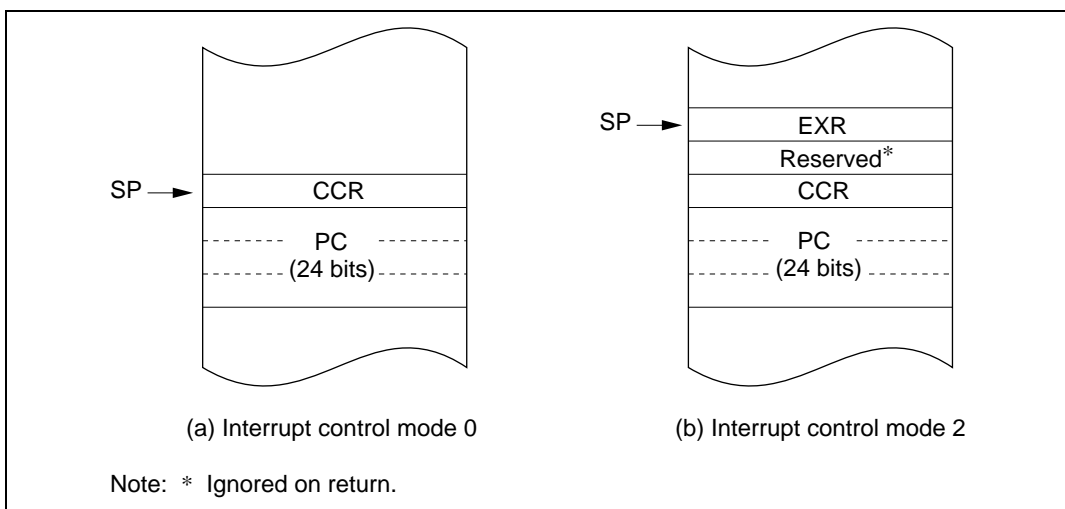 SP
CCR
PC
(24 bits)
(a) Interrupt control mode 0
SP
EXR
Reserved*
CCR
PC
(24 bits)
(b) Interrupt control mode 2
Note: * Ignored on return.